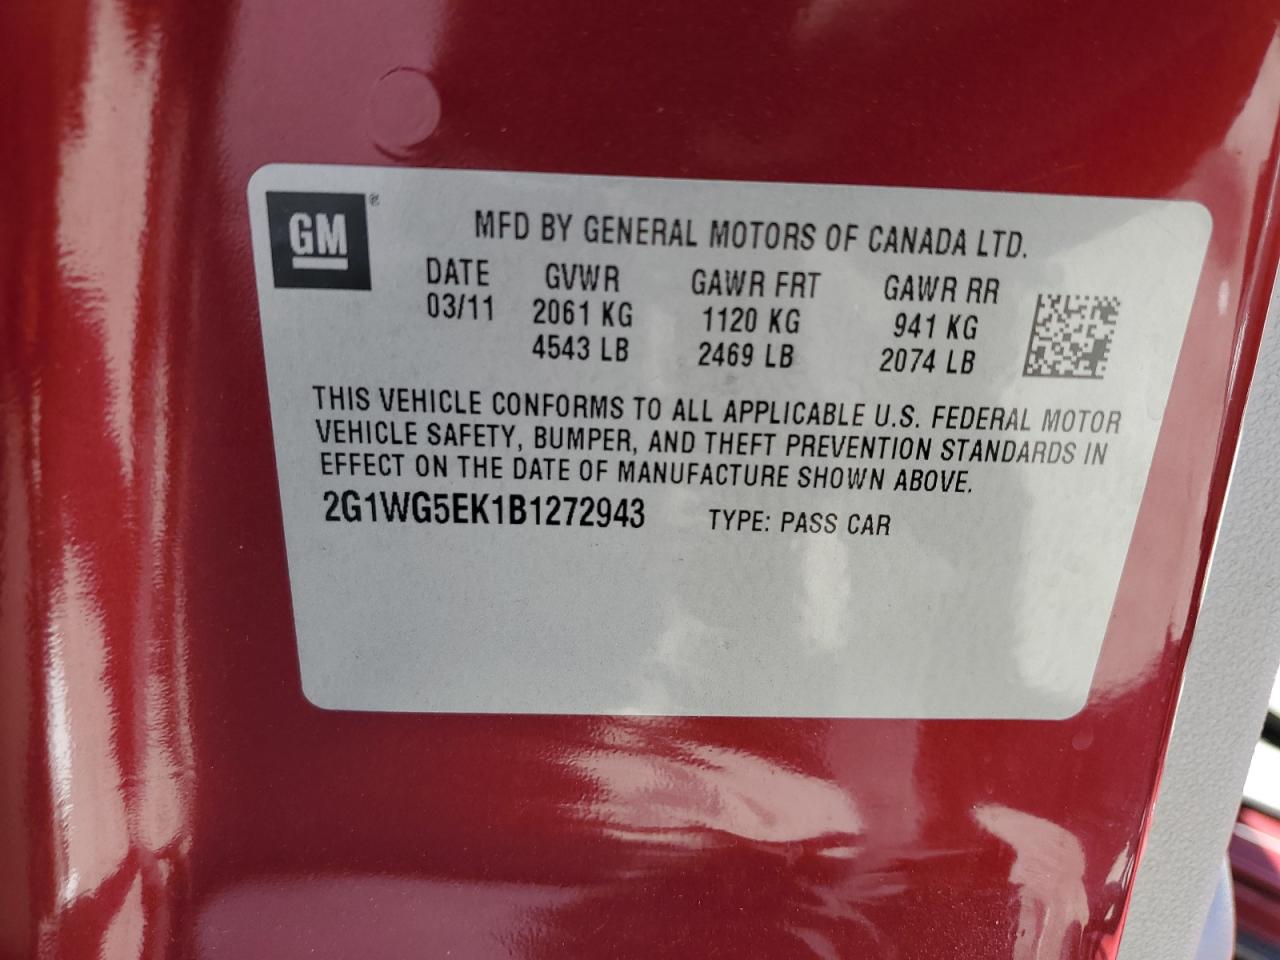 GM ®
MFD BY GENERAL MOTORS OF CANADA LTD.
DATE GVWR GAWR FRT GAWR RR
03/11 2061 KG 1120 KG 941 KG
4543 LB 2469 LB 2074 LB
THIS VEHICLE CONFORMS TO ALL APPLICABLE U.S. FEDERAL MOTOR
VEHICLE SAFETY, BUMPER, AND THEFT PREVENTION STANDARDS IN
EFFECT ON THE DATE OF MANUFACTURE SHOWN ABOVE.
2G1WG5EK1B1272943 TYPE: PASS CAR